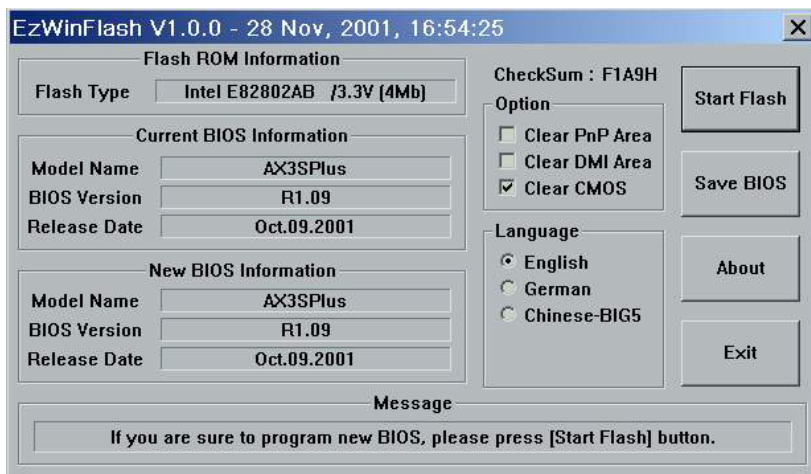 EzWinFlash V1.0.0 - 28 Nov, 2001, 16:54:25
Flash ROM Information
Flash Type Intel E82802AB /3.3V (4Mb)
Current BIOS Information
Model Name AX3SPlus
BIOS Version R1.09
Release Date Oct.09.2001
New BIOS Information
Model Name AX3SPlus
BIOS Version R1.09
Release Date Oct.09.2001
CheckSum : F1A9H
Option
Clear PnP Area
Clear DMI Area
Clear CMOS
Language
English
German
Chinese-BIG5
Start Flash
Save BIOS
About
Exit
Message
If you are sure to program new BIOS, please press [Start Flash] button.